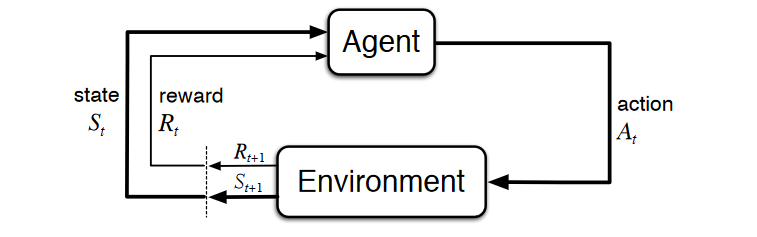 Agent
state
S_t
reward
R_t
action
A_t
R_{t+1}
S_{t+1}
Environment